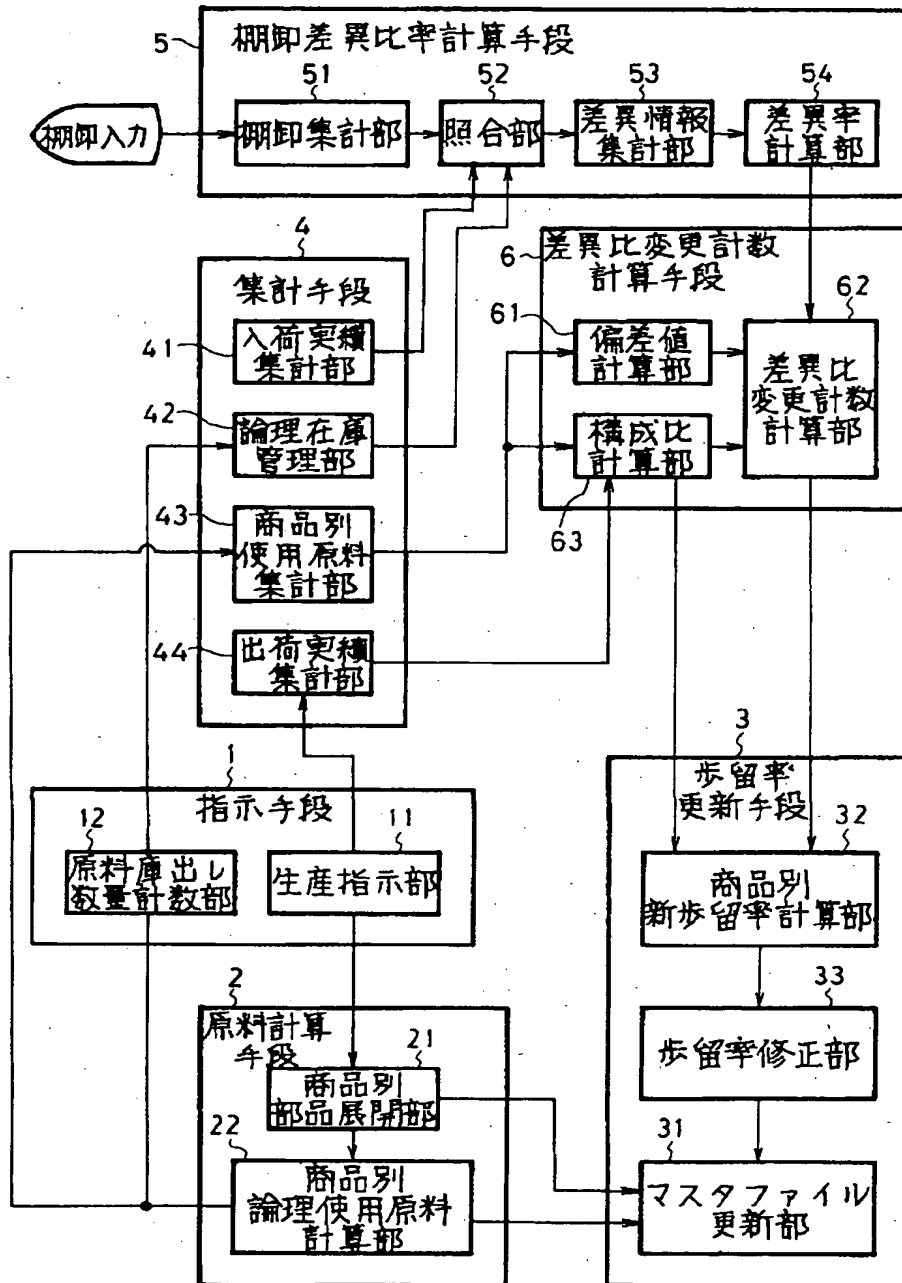 5
棚卸差異比率計算手段
51
52
53
54
棚卸入力
棚卸集計部
照合部
差異情報
集計部
差異率
計算部
4
集計手段
6
差異比変更計数
計算手段
41
入荷実績
集計部
61
偏差値
計算部
62
差異比
変更計数
計算部
42
論理在庫
管理部
構成比
計算部
63
43
商品別
使用原料
集計部
44
出荷実績
集計部
1
指示手段
12
原料庫出し
数量計数部
11
生産指示部
3
歩留率
更新手段
32
商品別
新歩留率計算部
2
原料計算
手段
21
商品別
部品展開部
33
歩留率修正部
22
商品別
論理使用原料
計算部
31
マスタファイル
更新部